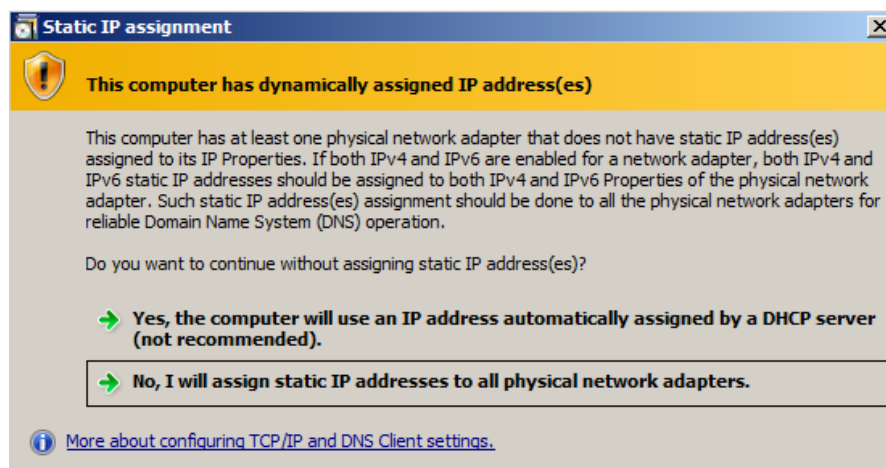 Static IP assignment
This computer has dynamically assigned IP address(es)
This computer has at least one physical network adapter that does not have static IP address(es)
assigned to its IP Properties. If both IPv4 and IPv6 are enabled for a network adapter, both IPv4 and
IPv6 static IP addresses should be assigned to both IPv4 and IPv6 Properties of the physical network
adapter. Such static IP address(es) assignment should be done to all the physical network adapters for
reliable Domain Name System (DNS) operation.
Do you want to continue without assigning static IP address(es)?
Yes, the computer will use an IP address automatically assigned by a DHCP server
(not recommended).
No, I will assign static IP addresses to all physical network adapters.
More about configuring TCP/IP and DNS Client settings.